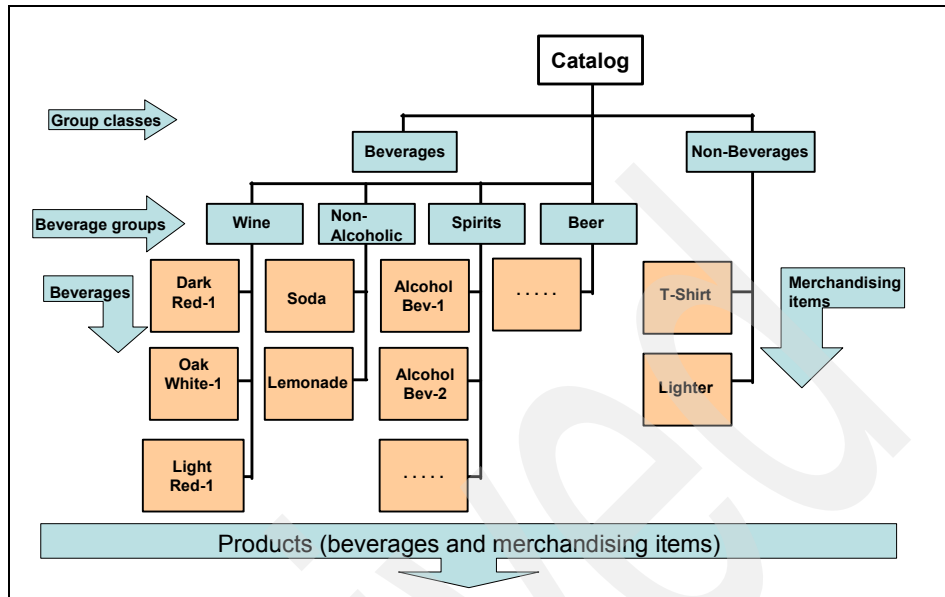 Catalog
Group classes
Beverages
Non-Beverages
Beverage groups
Wine
Non-
Alcoholic
Spirits
Beer
Beverages
Dark
Red-1
Soda
Alcohol
Bev-1
. . . . .
T-Shirt
Merchandising
items
Oak
White-1
Lemonade
Alcohol
Bev-2
Lighter
Light
Red-1
. . . . .
Products (beverages and merchandising items)